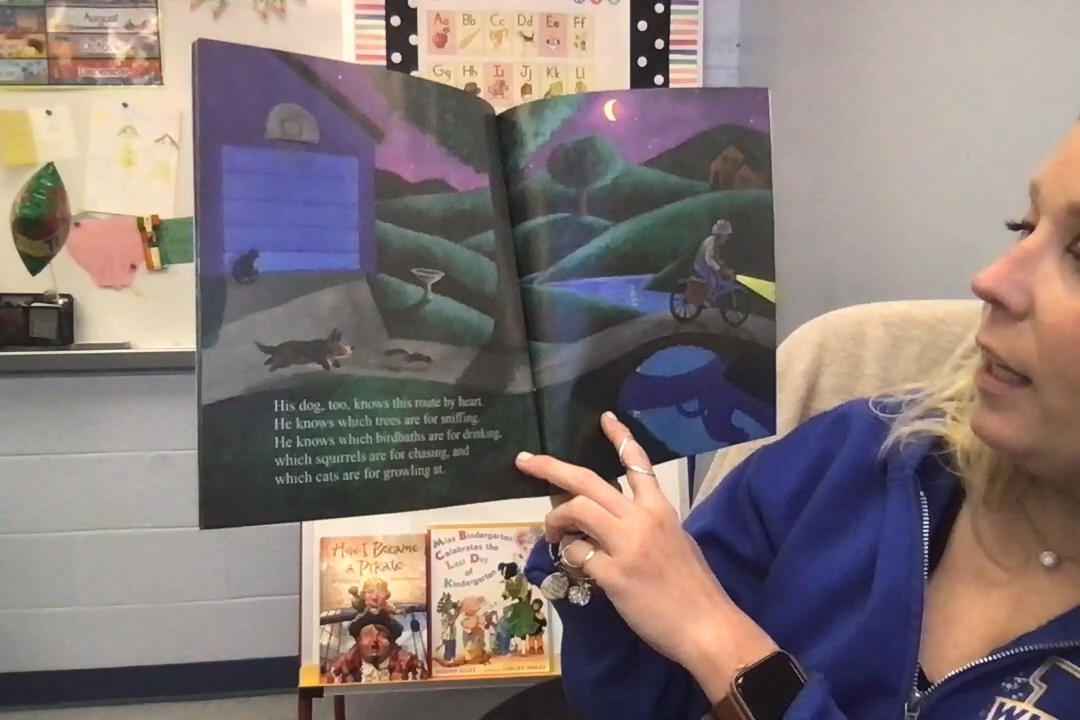 August
October
Aa Bb Cc Dd Ee Ff
Gg Hh Ii Jj Kk Ll
His dog, too, knows this route by heart.
He knows which trees are for sniffing.
He knows which birdbaths are for drinking,
which squirrels are for chasing, and
which cats are for growling at.
How I Became
a Pirate
Miss Bindergarten
Celebrates the
Last Day
of
Kindergarten
W